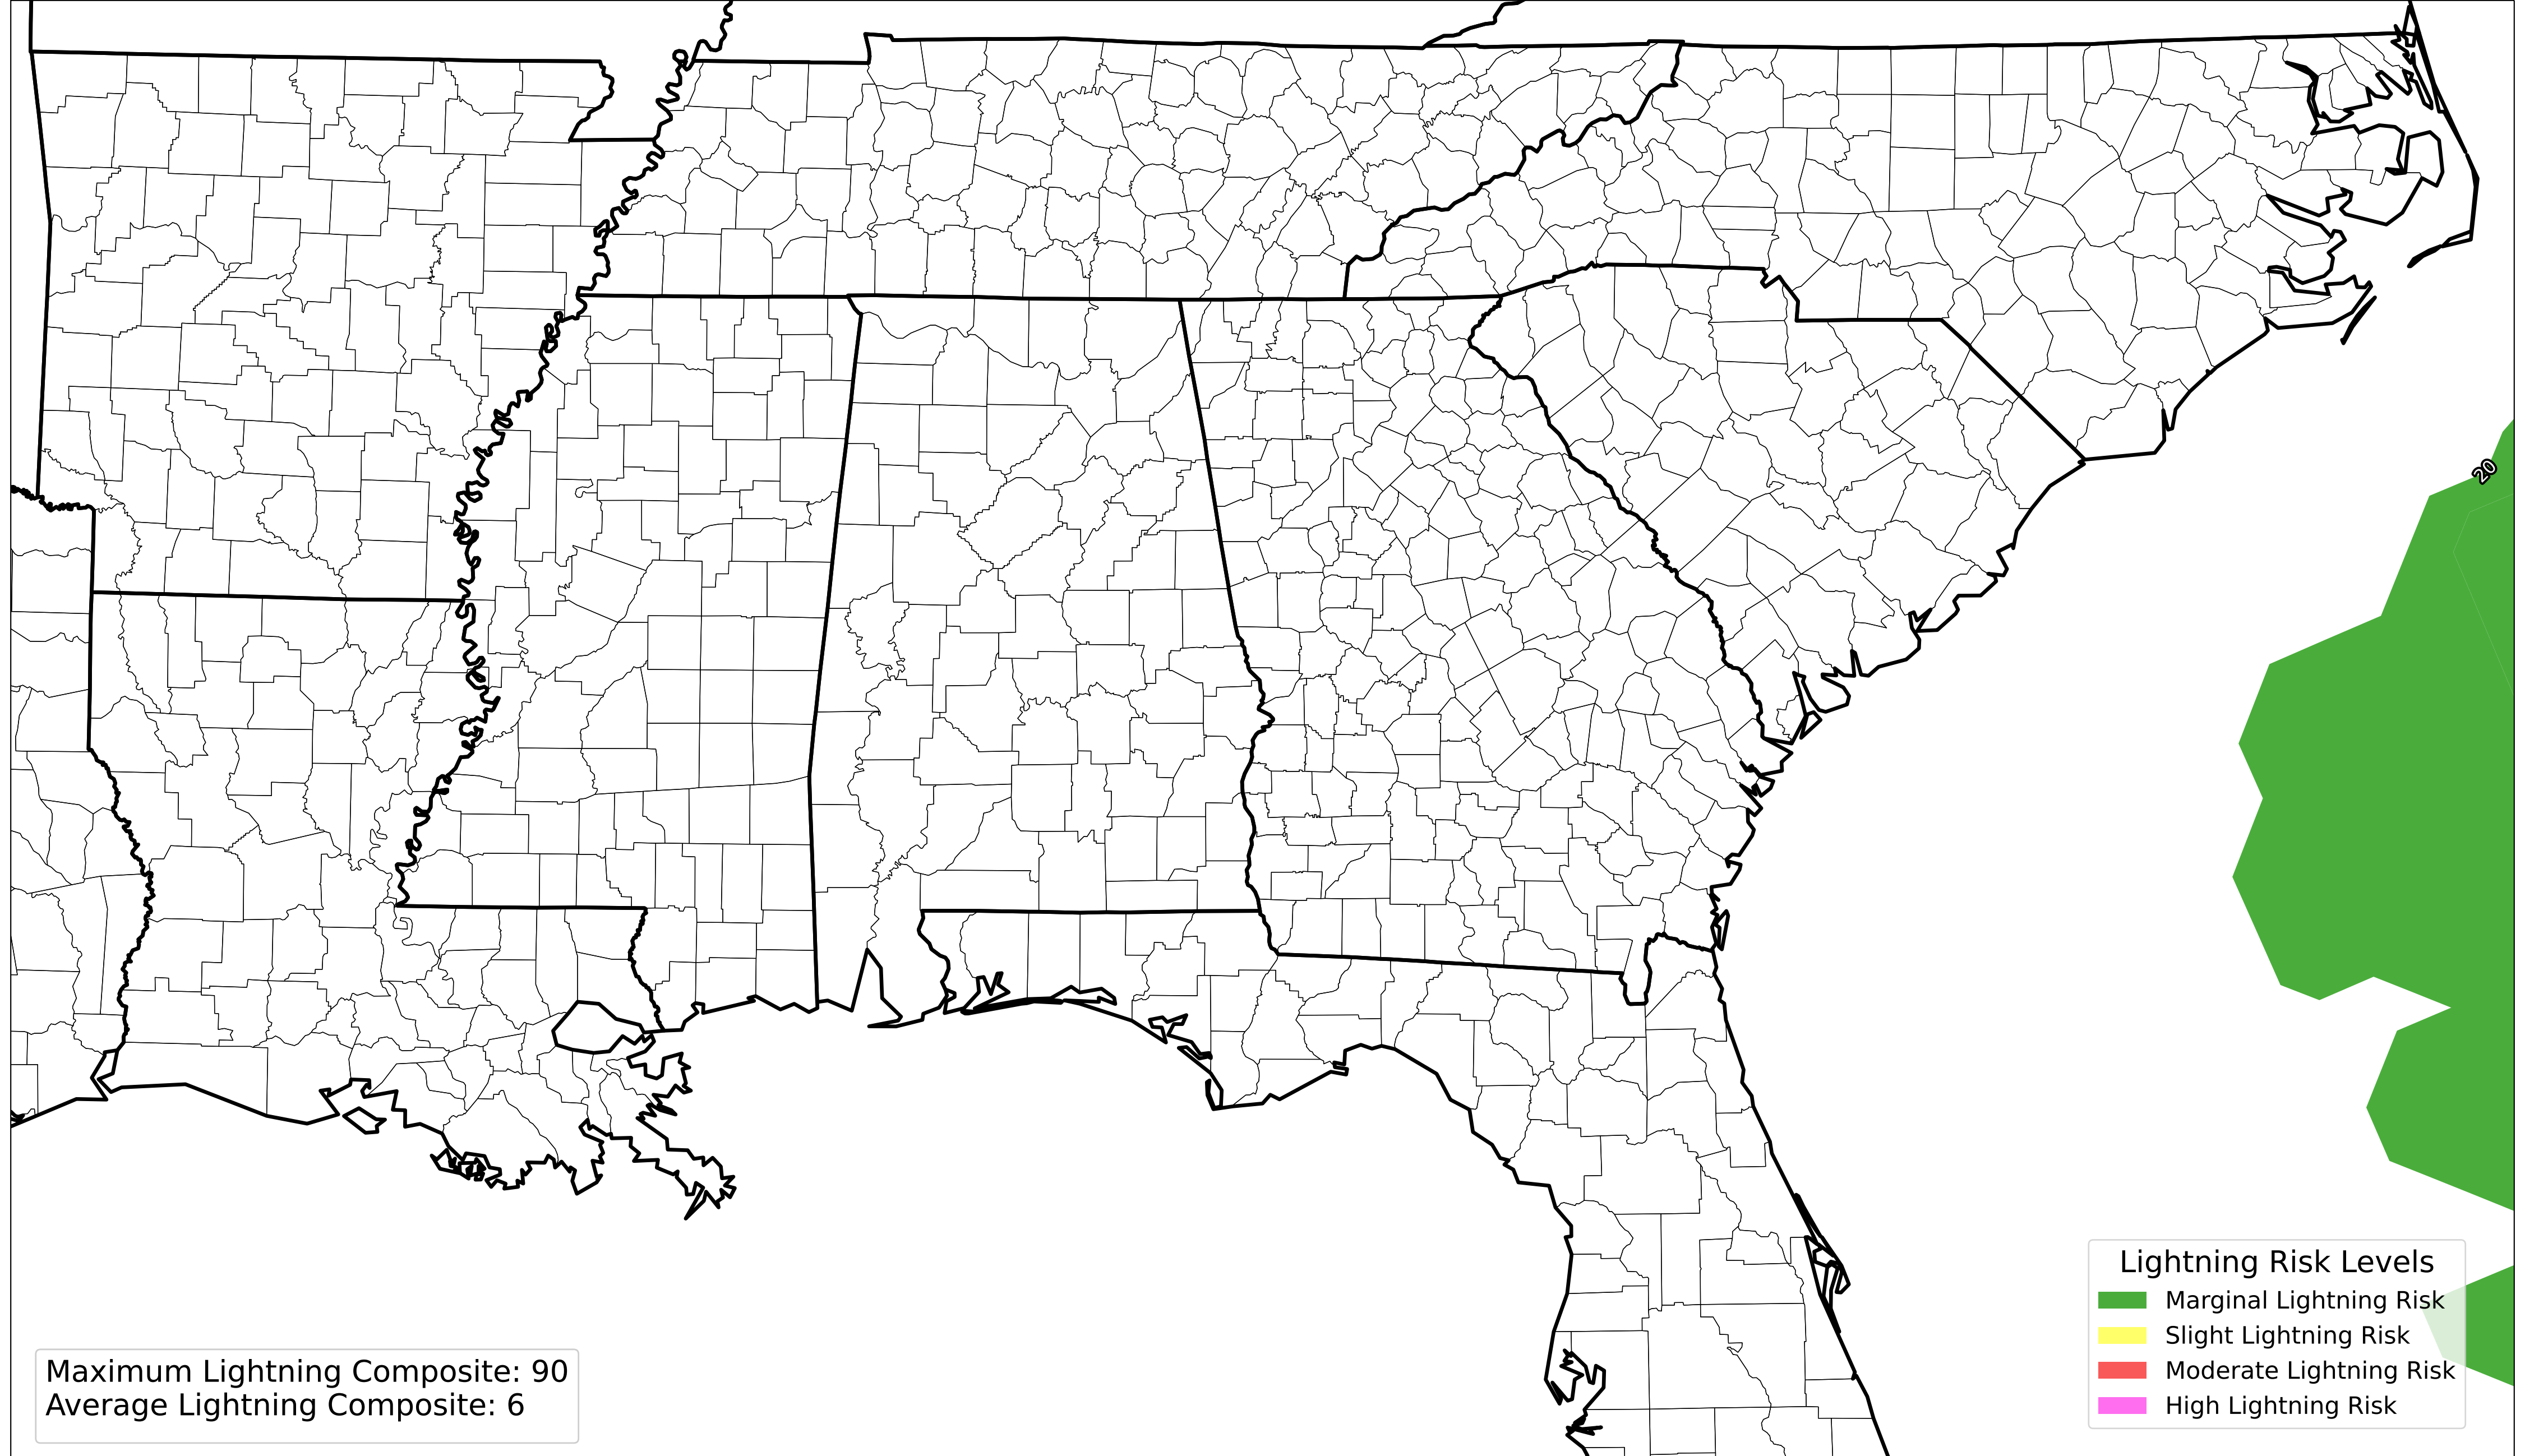 20
Lightning Risk Levels
Marginal Lightning Risk
Slight Lightning Risk
Moderate Lightning Risk
High Lightning Risk
Maximum Lightning Composite: 90
Average Lightning Composite: 6